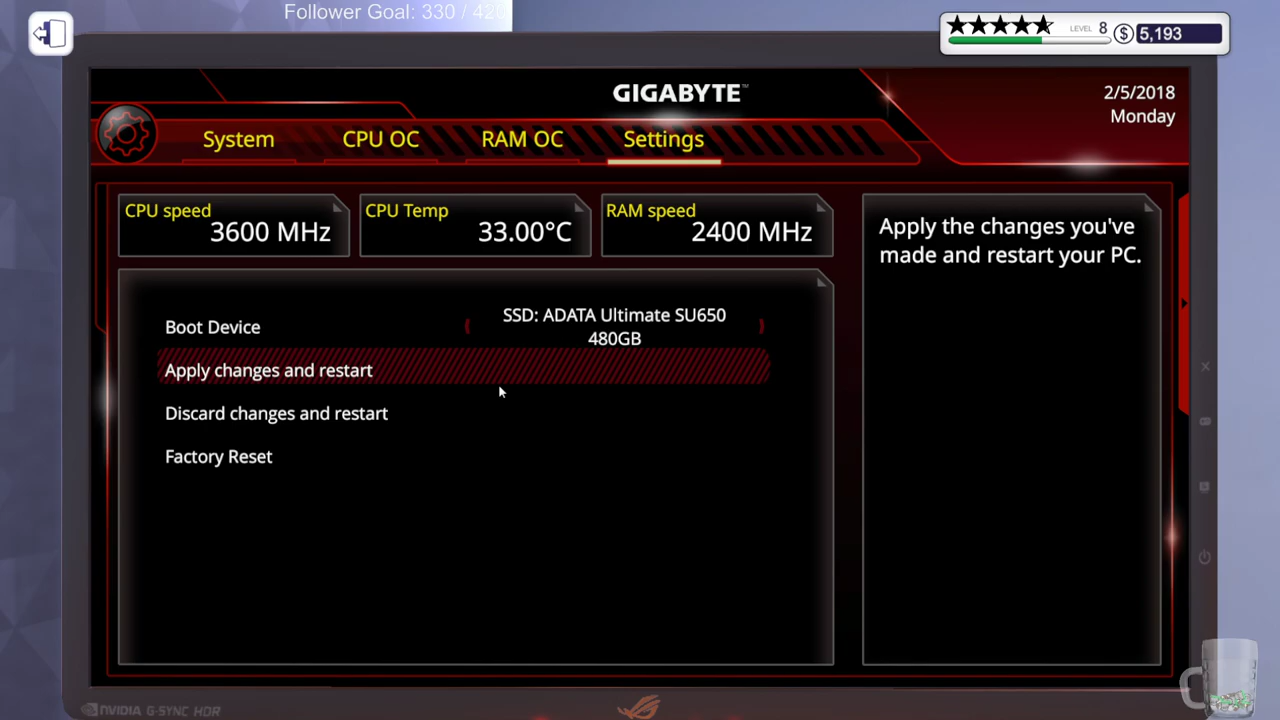 Follower Goal: 330 / 420
LEVEL 8
$ 5,193
GIGABYTE™
2/5/2018
Monday
System
CPU OC
RAM OC
Settings
CPU speed
3600 MHz
CPU Temp
33.00°C
RAM speed
2400 MHz
Apply the changes you've
made and restart your PC.
Boot Device
SSD: ADATA Ultimate SU650
480GB
Apply changes and restart
Discard changes and restart
Factory Reset
NVIDIA G-SYNC HDR